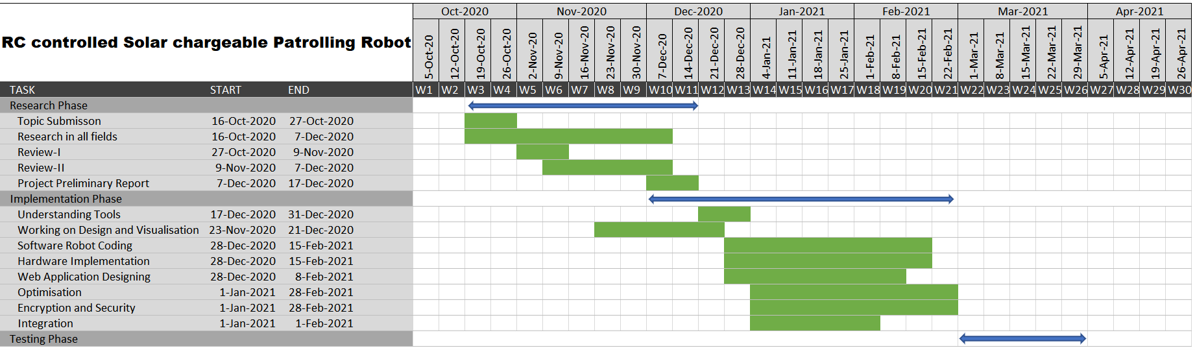 Oct-2020 Nov-2020 Dec-2020 Jan-2021 Feb-2021 Mar-2021 Apr-2021
RC controlled Solar chargeable Patrolling Robot
5-Oct-20 12-Oct-20 19-Oct-20 26-Oct-20 2-Nov-20 9-Nov-20 16-Nov-20 23-Nov-20 30-Nov-20 7-Dec-20 14-Dec-20 21-Dec-20 28-Dec-20 4-Jan-21 11-Jan-21 18-Jan-21 25-Jan-21 1-Feb-21 8-Feb-21 15-Feb-21 22-Feb-21 1-Mar-21 8-Mar-21 15-Mar-21 22-Mar-21 29-Mar-21 5-Apr-21 12-Apr-21 19-Apr-21 26-Apr-21
TASK START END W1 W2 W3 W4 W5 W6 W7 W8 W9 W10 W11 W12 W13 W14 W15 W16 W17 W18 W19 W20 W21 W22 W23 W24 W25 W26 W27 W28 W29 W30
Research Phase
Topic Submisson 16-Oct-2020 27-Oct-2020
Research in all fields 16-Oct-2020 7-Dec-2020
Review-I 27-Oct-2020 9-Nov-2020
Review-II 9-Nov-2020 7-Dec-2020
Project Preliminary Report 7-Dec-2020 17-Dec-2020
Implementation Phase
Understanding Tools 17-Dec-2020 31-Dec-2020
Working on Design and Visualisation 23-Nov-2020 21-Dec-2020
Software Robot Coding 28-Dec-2020 15-Feb-2021
Hardware Implementation 28-Dec-2020 15-Feb-2021
Web Application Designing 28-Dec-2020 8-Feb-2021
Optimisation 1-Jan-2021 28-Feb-2021
Encryption and Security 1-Jan-2021 28-Feb-2021
Integration 1-Jan-2021 1-Feb-2021
Testing Phase